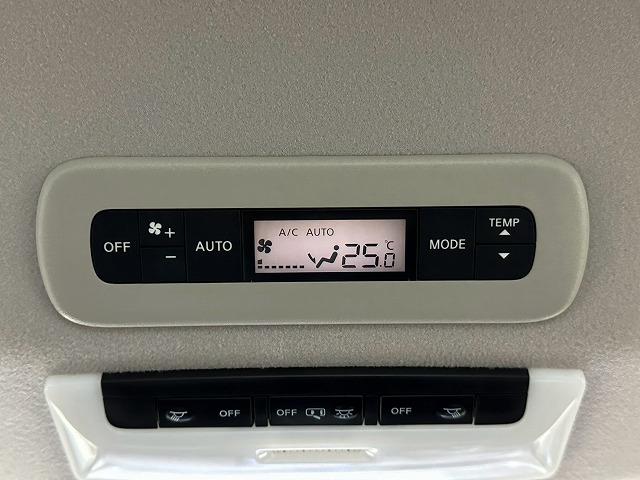 A/C AUTO
OFF + - AUTO 25.0°C MODE TEMP
OFF OFF OFF